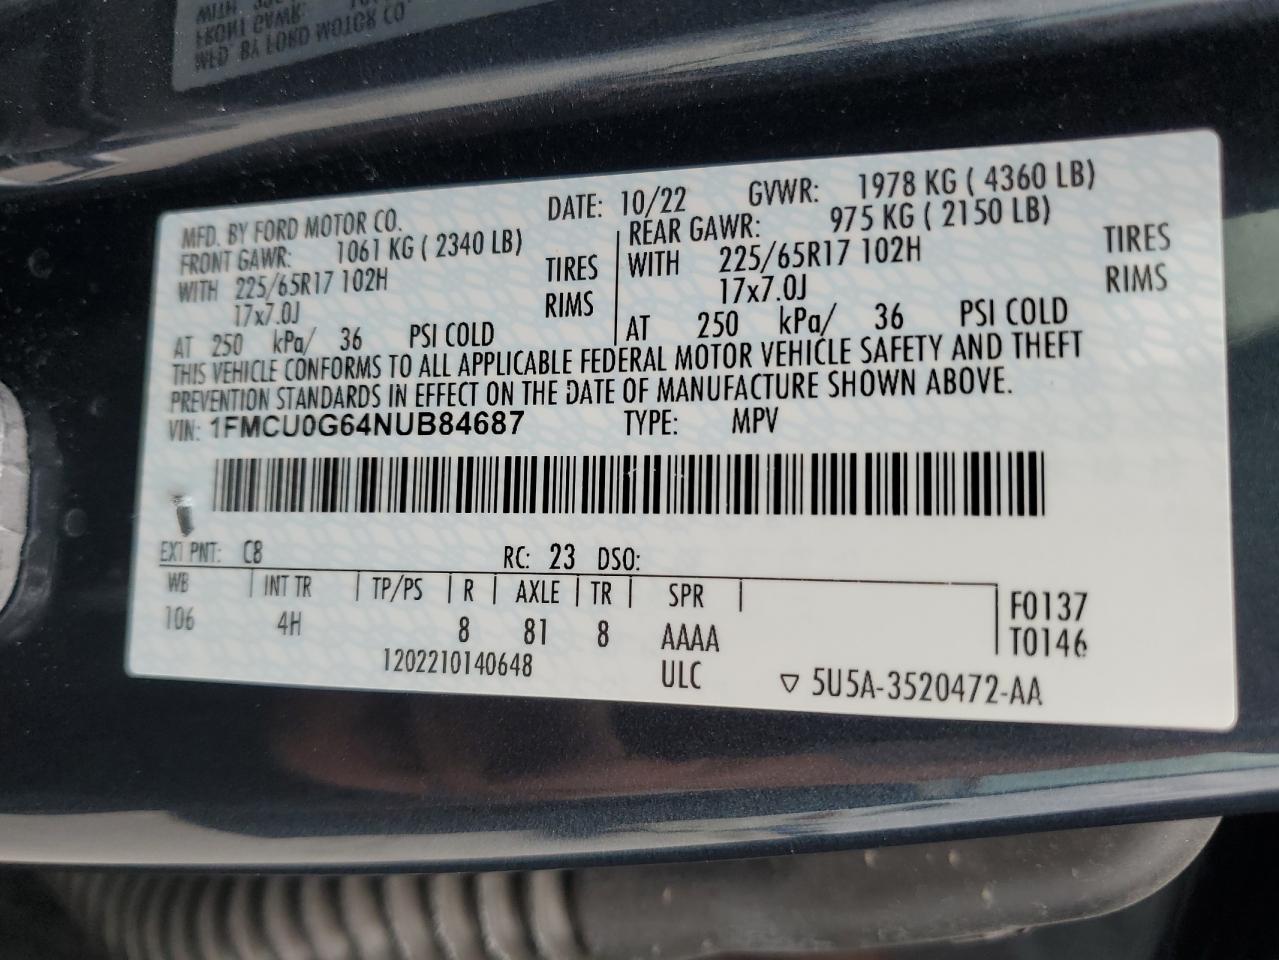 MFD. BY FORD MOTOR CO. DATE: 10/22 GVWR: 1978 KG ( 4360 LB)
FRONT GAWR: 1061 KG ( 2340 LB) REAR GAWR: 975 KG ( 2150 LB)
WITH 225/65R17 102H TIRES WITH 225/65R17 102H TIRES
17x7.0J RIMS 17x7.0J RIMS
AT 250 kPa/ 36 PSI COLD AT 250 kPa/ 36 PSI COLD
THIS VEHICLE CONFORMS TO ALL APPLICABLE FEDERAL MOTOR VEHICLE SAFETY AND THEFT
PREVENTION STANDARDS IN EFFECT ON THE DATE OF MANUFACTURE SHOWN ABOVE.
VIN: 1FMCU0G64NUB84687 TYPE: MPV
EXT PNT: C8 RC: 23 DSO:
WB INT TR TP/PS R AXLE TR SPR
106 4H 8 81 8 AAAA
F0137
T0146
1202210140648 ULC ▽ 5U5A-3520472-AA